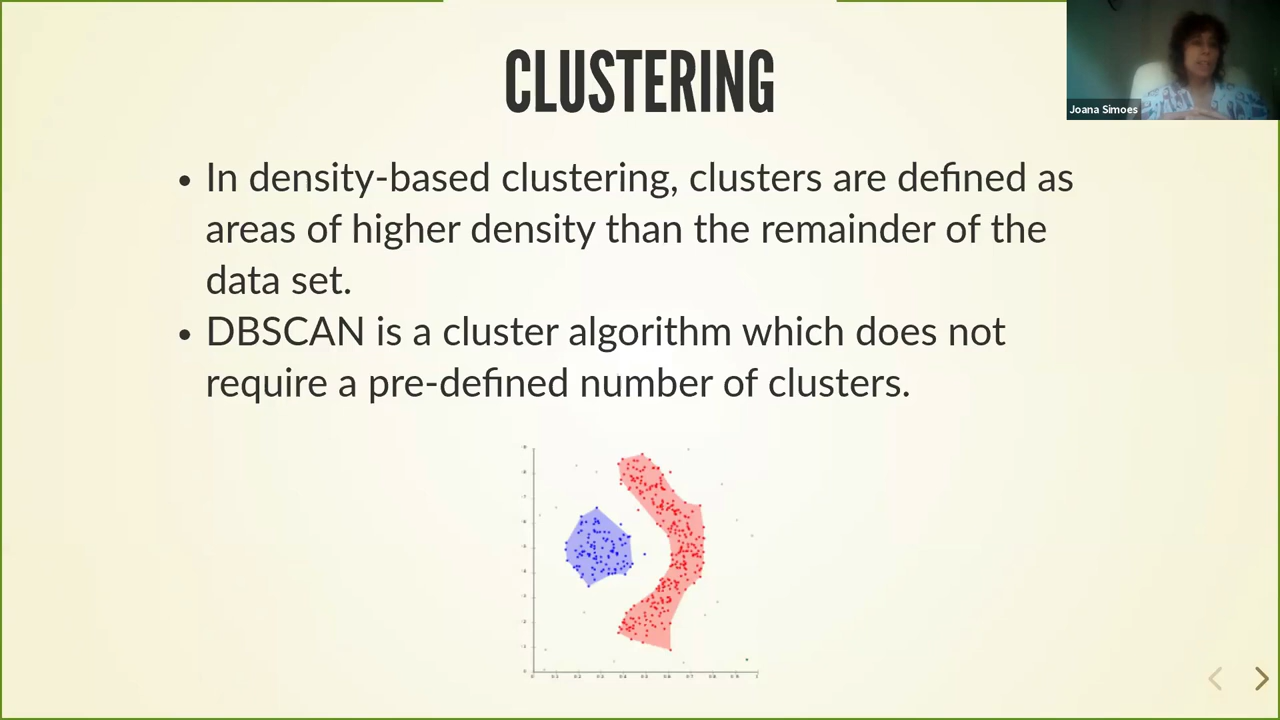 CLUSTERING
Joana Simoes
• In density-based clustering, clusters are defined as
areas of higher density than the remainder of the
data set.
• DBSCAN is a cluster algorithm which does not
require a pre-defined number of clusters.